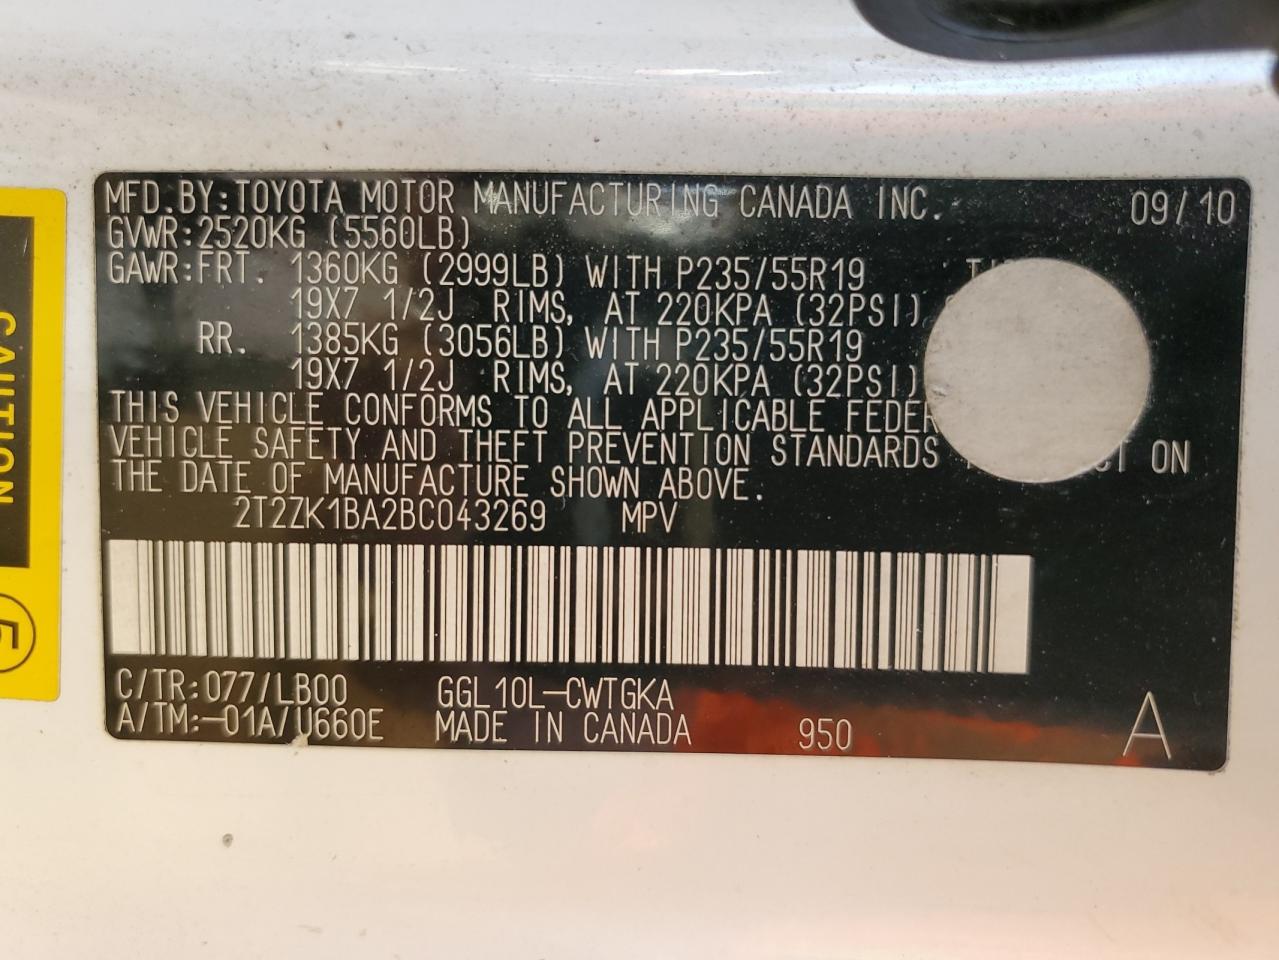 MFD.BY:TOYOTA MOTOR MANUFACTURING CANADA INC. 09/10
GVWR:2520KG (5560LB)
GAWR:FRT. 1360KG (2999LB) WITH P235/55R19
19X7 1/2J RIMS, AT 220KPA (32PSI)
RR. 1385KG (3056LB) WITH P235/55R19
19X7 1/2J RIMS, AT 220KPA (32PSI)
THIS VEHICLE CONFORMS TO ALL APPLICABLE
VEHICLE SAFETY AND THEFT PREVENTION STANDARDS ON
THE DATE OF MANUFACTURE SHOWN ABOVE.
2T2ZK1BA2BC043269 MPV
C/TR:077/LB00 GGL10L-CWTGKA
A/TM:-01A/U660E MADE IN CANADA 950 A
CAUTION